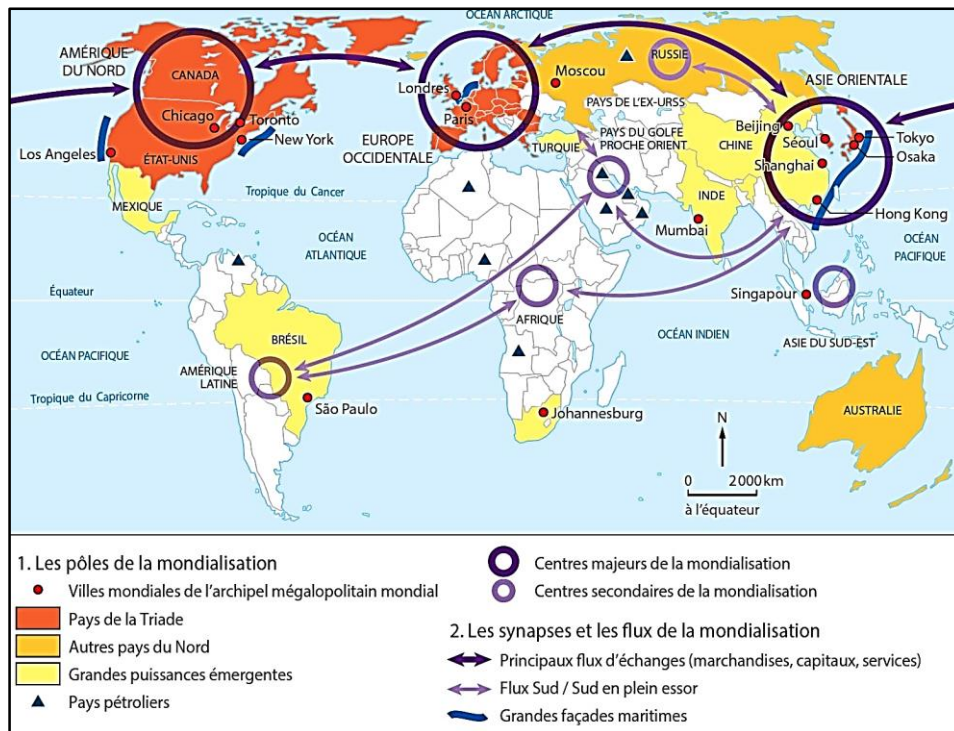 OCÉAN ARCTIQUE
AMÉRIQUE
DU NORD
CANADA
Chicago
Toronto
New York
Los Angeles
ÉTAT-UNIS
MEXIQUE
Londres
Paris
EUROPE
OCCIDENTALE
Moscou
RUSSIE
PAYS DE L'EX-URSS
TURQUIE
PAYS DU GOLFE
PROCHE ORIENT
ASIE ORIENTALE
Beijing
CHINE
Séoul
Shanghai
Tokyo
Osaka
Hong Kong
INDE
Mumbai
Tropique du Cancer
OCÉAN
ATLANTIQUE
OCÉAN
PACIFIQUE
Équateur
Singapour
ASIE DU SUD-EST
AFRIQUE
OCÉAN INDIEN
BRÉSIL
OCÉAN PACIFIQUE
AMÉRIQUE
LATINE
Tropique du Capricorne
São Paulo
Johannesburg
AUSTRALIE
N
0 2000 km
à l'équateur
1. Les pôles de la mondialisation
Villes mondiales de l'archipel mégalopolitain mondial
Pays de la Triade
Autres pays du Nord
Grandes puissances émergentes
Pays pétroliers
Centres majeurs de la mondialisation
Centres secondaires de la mondialisation
2. Les synapses et les flux de la mondialisation
Principaux flux d'échanges (marchandises, capitaux, services)
Flux Sud / Sud en plein essor
Grandes façades maritimes